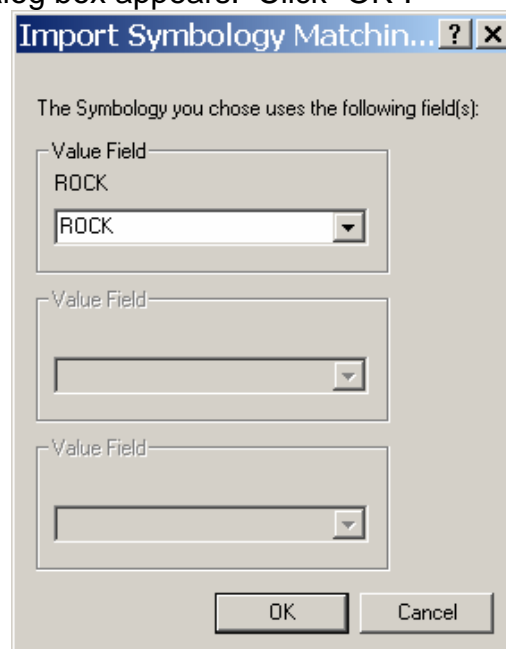 alog box appears. Click "OK".
Import Symbology Matchin... ? ×
The Symbology you chose uses the following field(s):
Value Field
ROCK
ROCK
Value Field
Value Field
OK Cancel